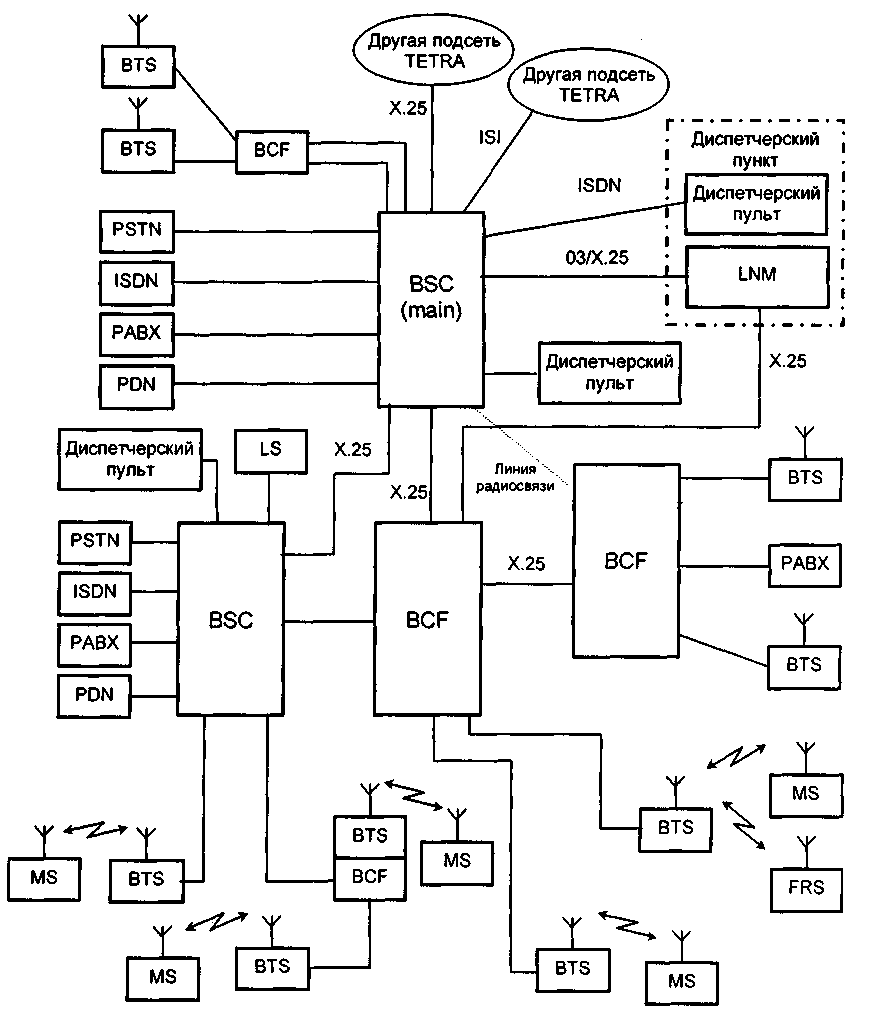 Другая подсеть
TETRA
BTS
Другая подсеть
TETRA
X.25
ISI
BTS
BCF
Диспетчерский
пункт
ISDN
Диспетчерский
пульт
PSTN
03/X.25
LNM
ISDN
BSC
(main)
PABX
Диспетчерский
пульт
X.25
PDN
Диспетчерский
пульт
LS
X.25
X.25
Линия
радиосвязи
BTS
PSTN
X.25
BCF
PABX
ISDN
BSC
BCF
PABX
BTS
PDN
MS
BTS
BTS
MS
BTS
MS
BCF
FRS
MS
BTS
BTS
MS
BTS
MS